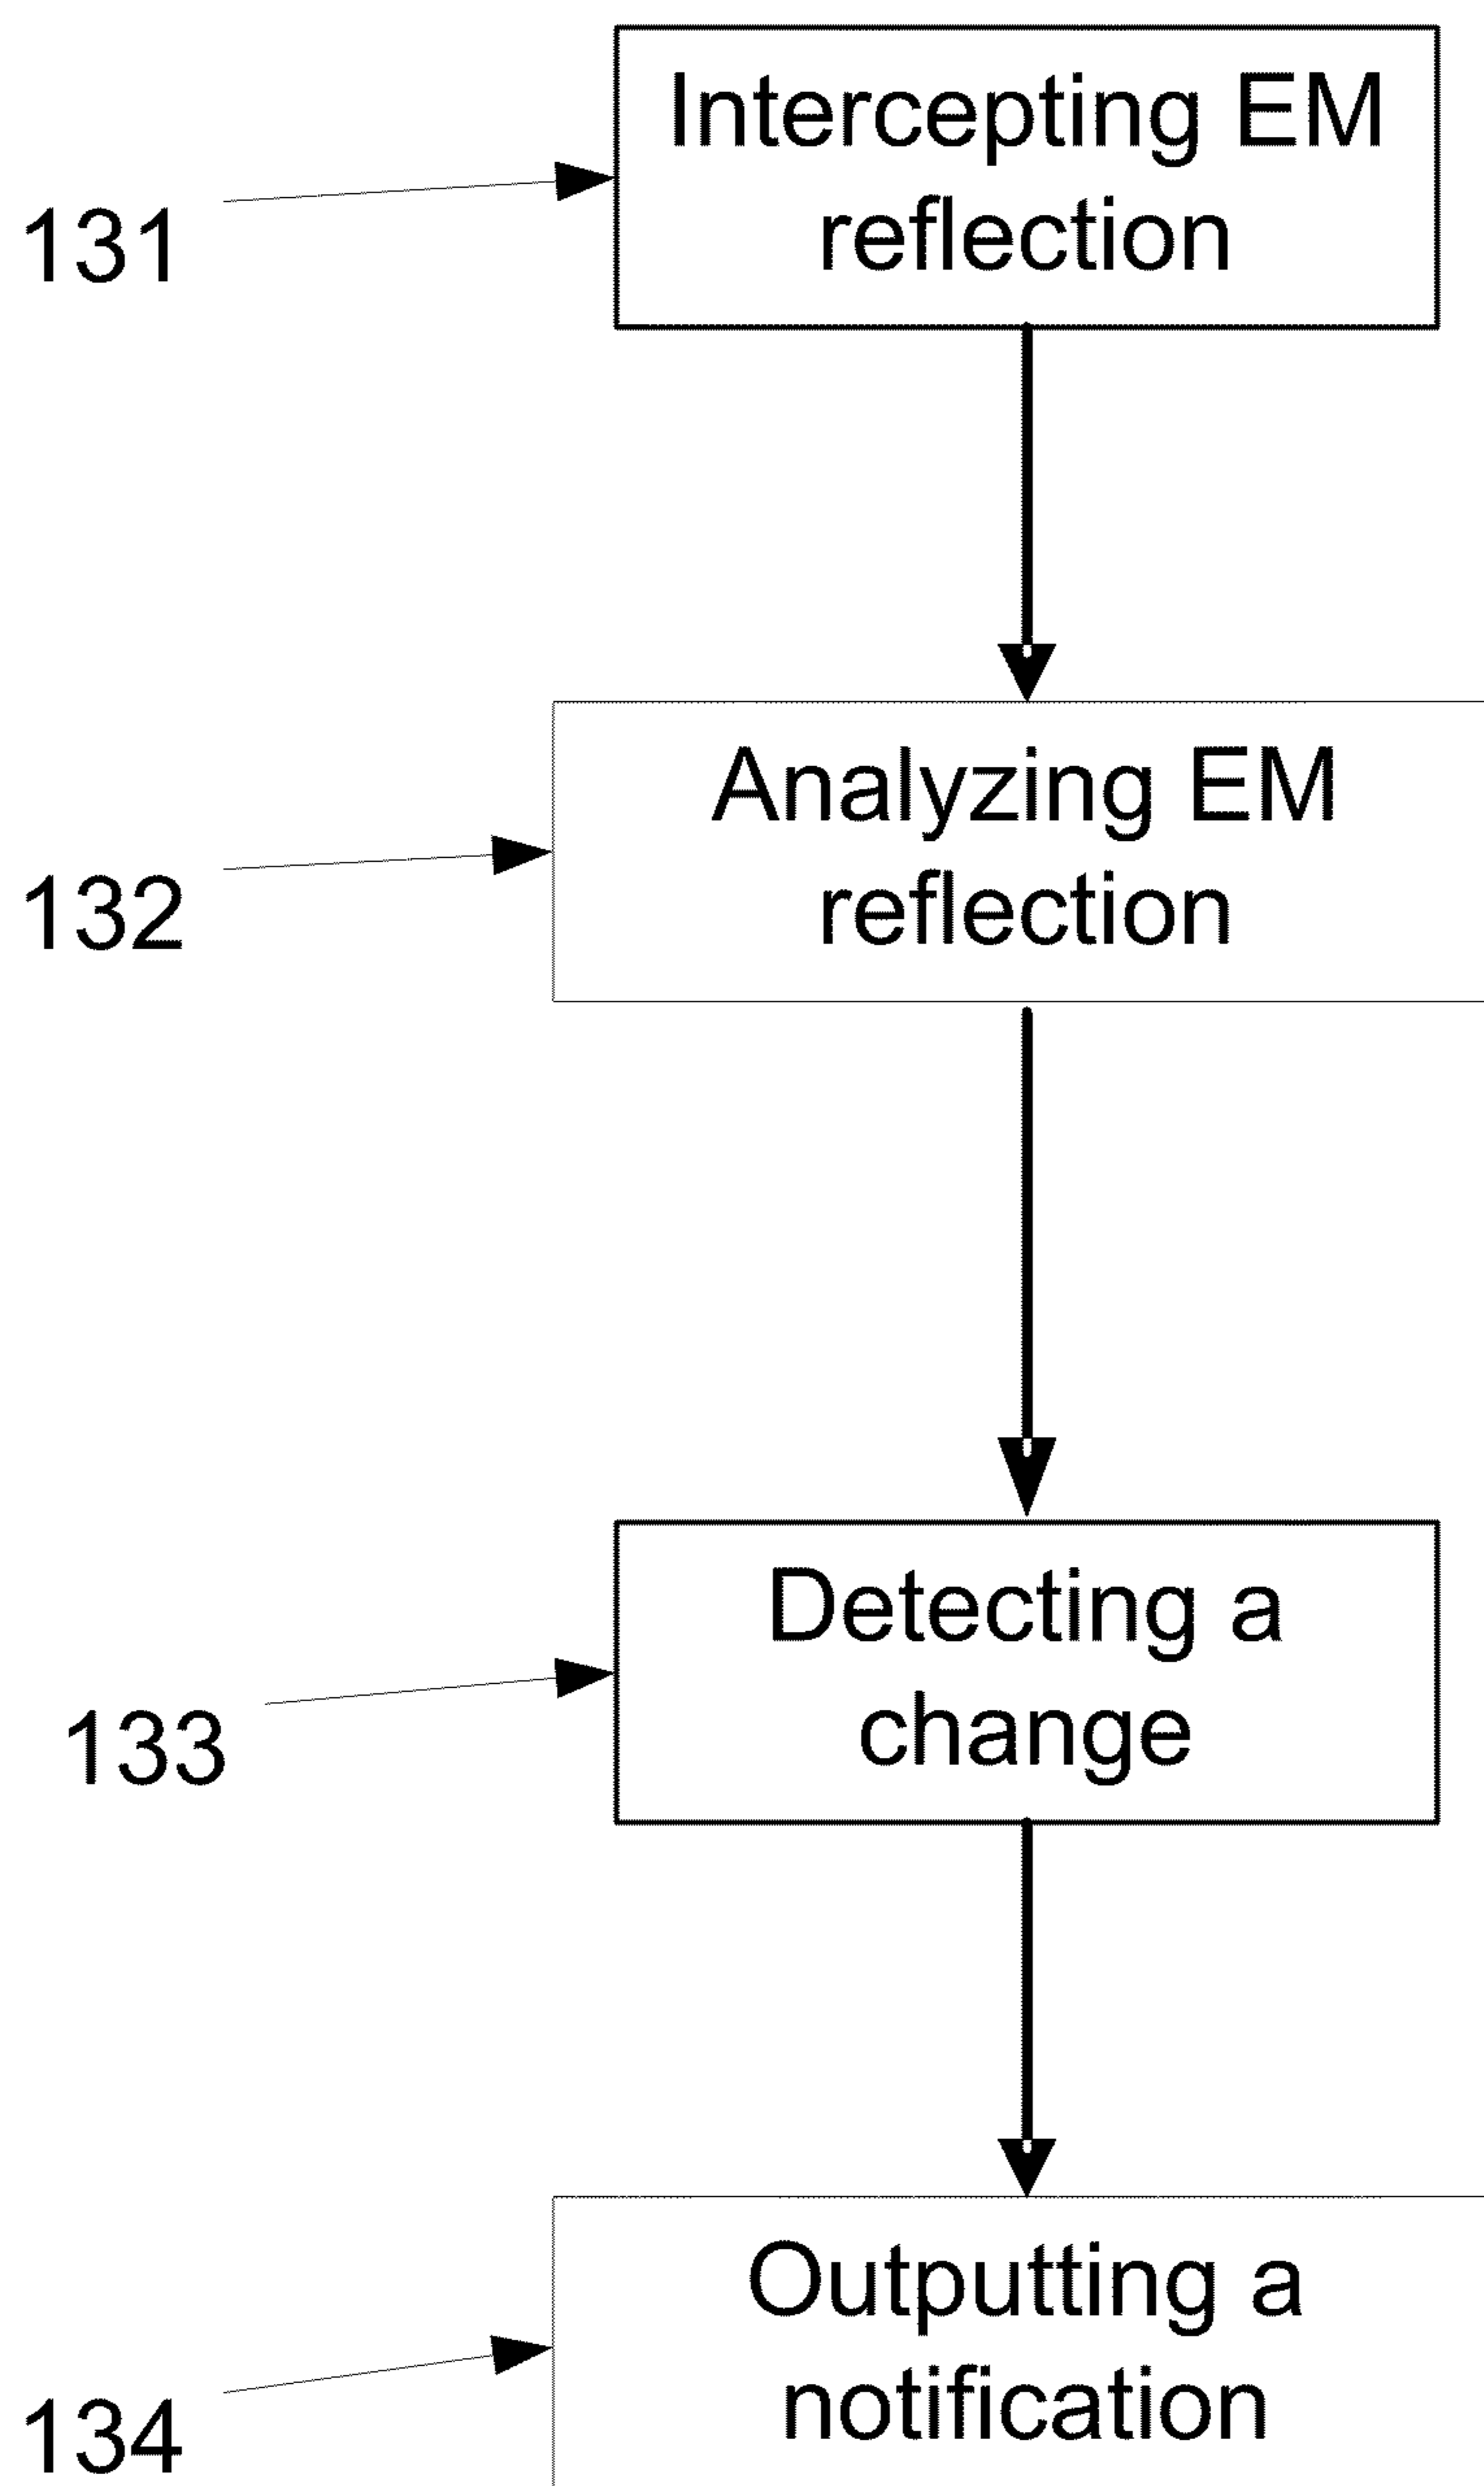 Intercepting EM
reflection
131
Analyzing EM
reflection
132
Detecting a
change
133
Outputting a
notification
134